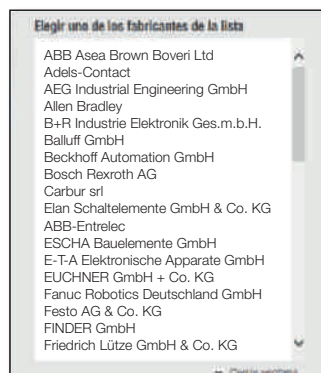 Elegir uno de los fabricantes de la lista
ABB Asea Brown Boveri Ltd
Adels-Contact
AEG Industrial Engineering GmbH
Allen Bradley
B+R Industrie Elektronik Ges.m.b.H.
Balluff GmbH
Beckhoff Automation GmbH
Bosch Rexroth AG
Carbur srl
Elan Schaltelemente GmbH & Co. KG
ABB-Entrelec
ESCHA Bauelemente GmbH
E-T-A Elektronische Apparate GmbH
EUCHNER GmbH + Co. KG
Fanuc Robotics Deutschland GmbH
Festo AG & Co. KG
FINDER GmbH
Friedrich Lütze GmbH & Co. KG